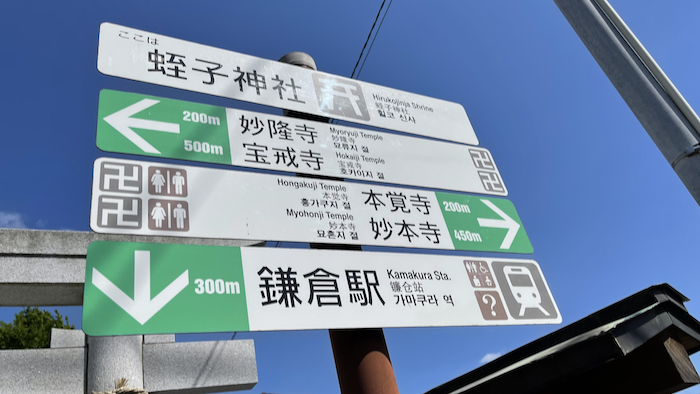 ここは
蛭子神社
Hirukojinja Shrine
蛭子神社
힐코 신사
200m
妙隆寺
Myoryuji Temple
妙隆寺
묘류지 절
500m
宝戒寺
Hokaiji Temple
宝戒寺
호카이지 절
Hongakuji Temple
本覚寺
홍가쿠지 절
本覚寺
200m
Myohonji Temple
妙本寺
묘혼지 절
妙本寺
450m
300m
鎌倉駅
Kamakura Sta.
镰仓站
가마쿠라 역
?